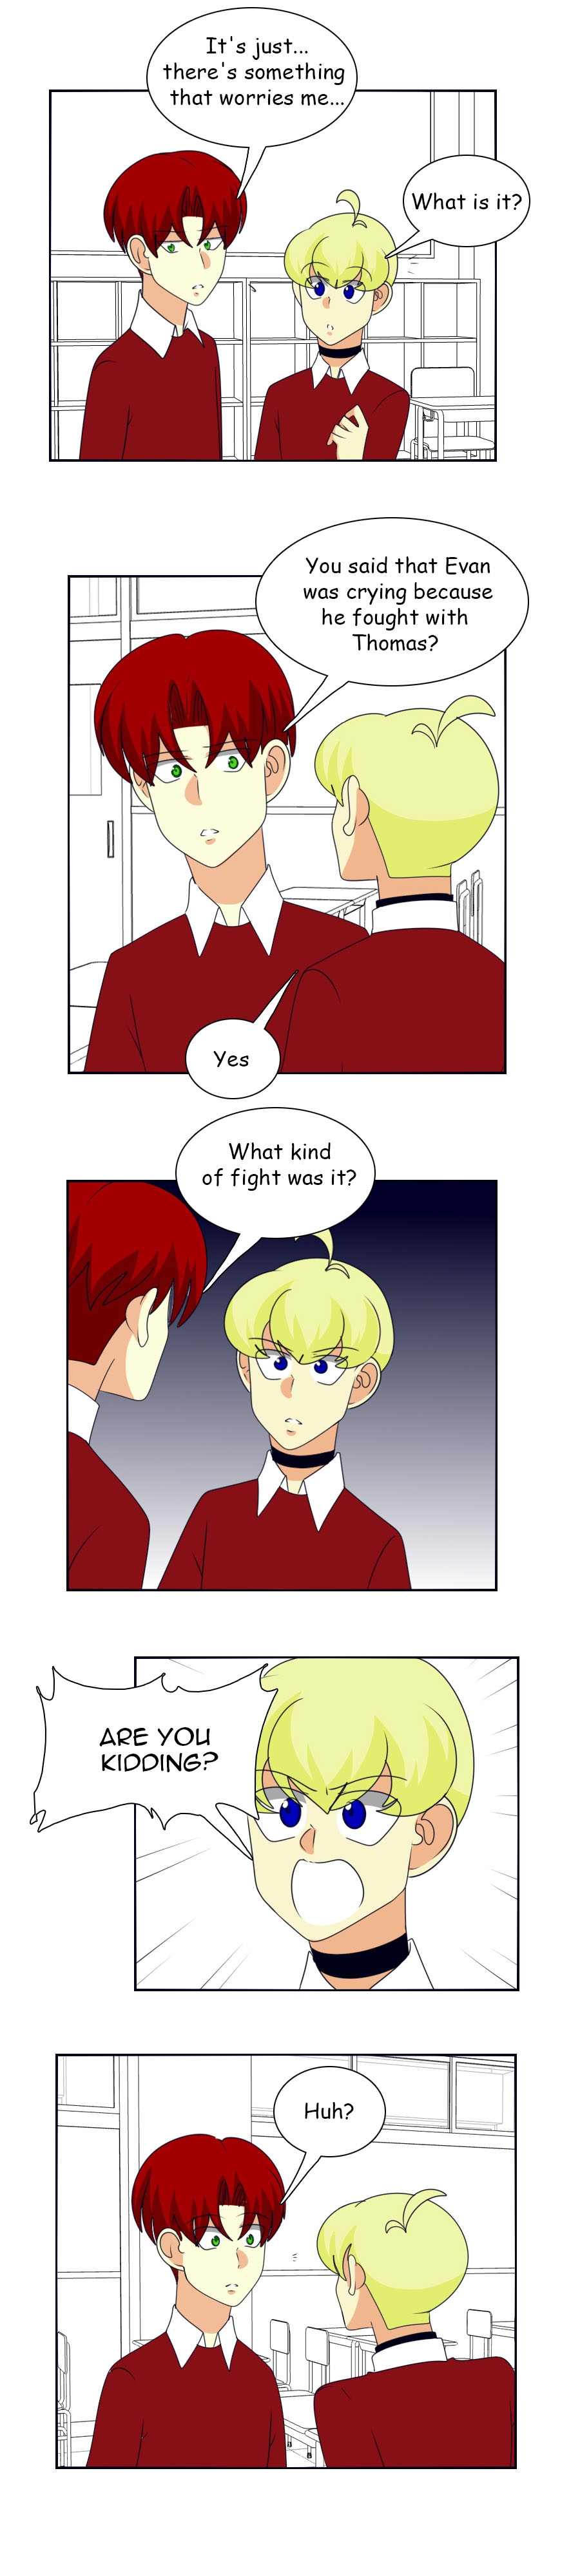 It's just...
there's something
that worries me...
What is it?
You said that Evan
was crying because
he fought with
Thomas?
Yes
What kind
of fight was it?
ARE YOU
KIDDING?
Huh?